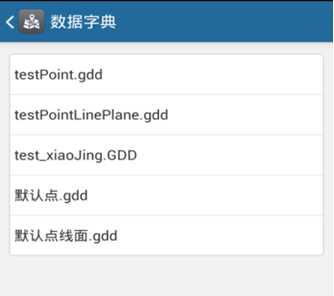 数据字典
testPoint.gdd
testPointLinePlane.gdd
test_xiaoJing.GDD
默认点.gdd
默认点线面.gdd